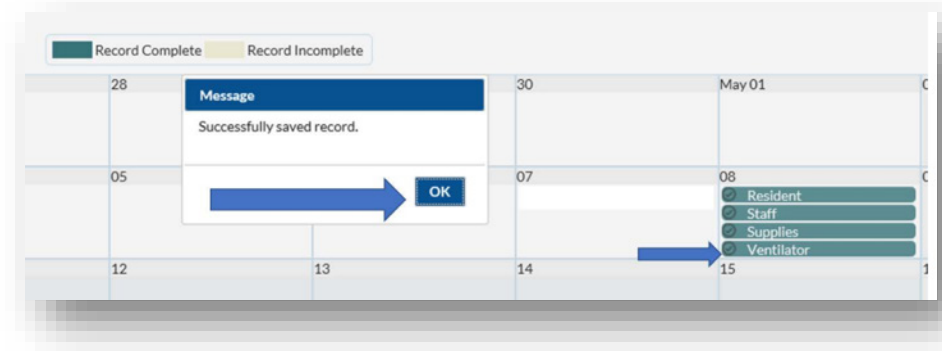 Record Complete Record Incomplete
28 30 May 01
Message
Successfully saved record.
OK
05 07 08
Resident
Staff
Supplies
Ventilator
12 13 14 15